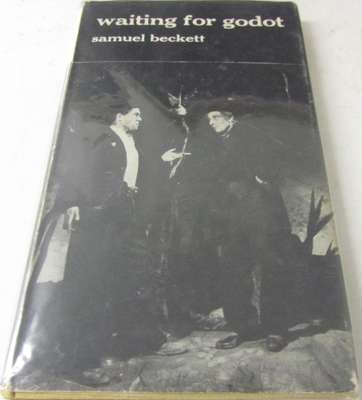 waiting for godot
samuel beckett